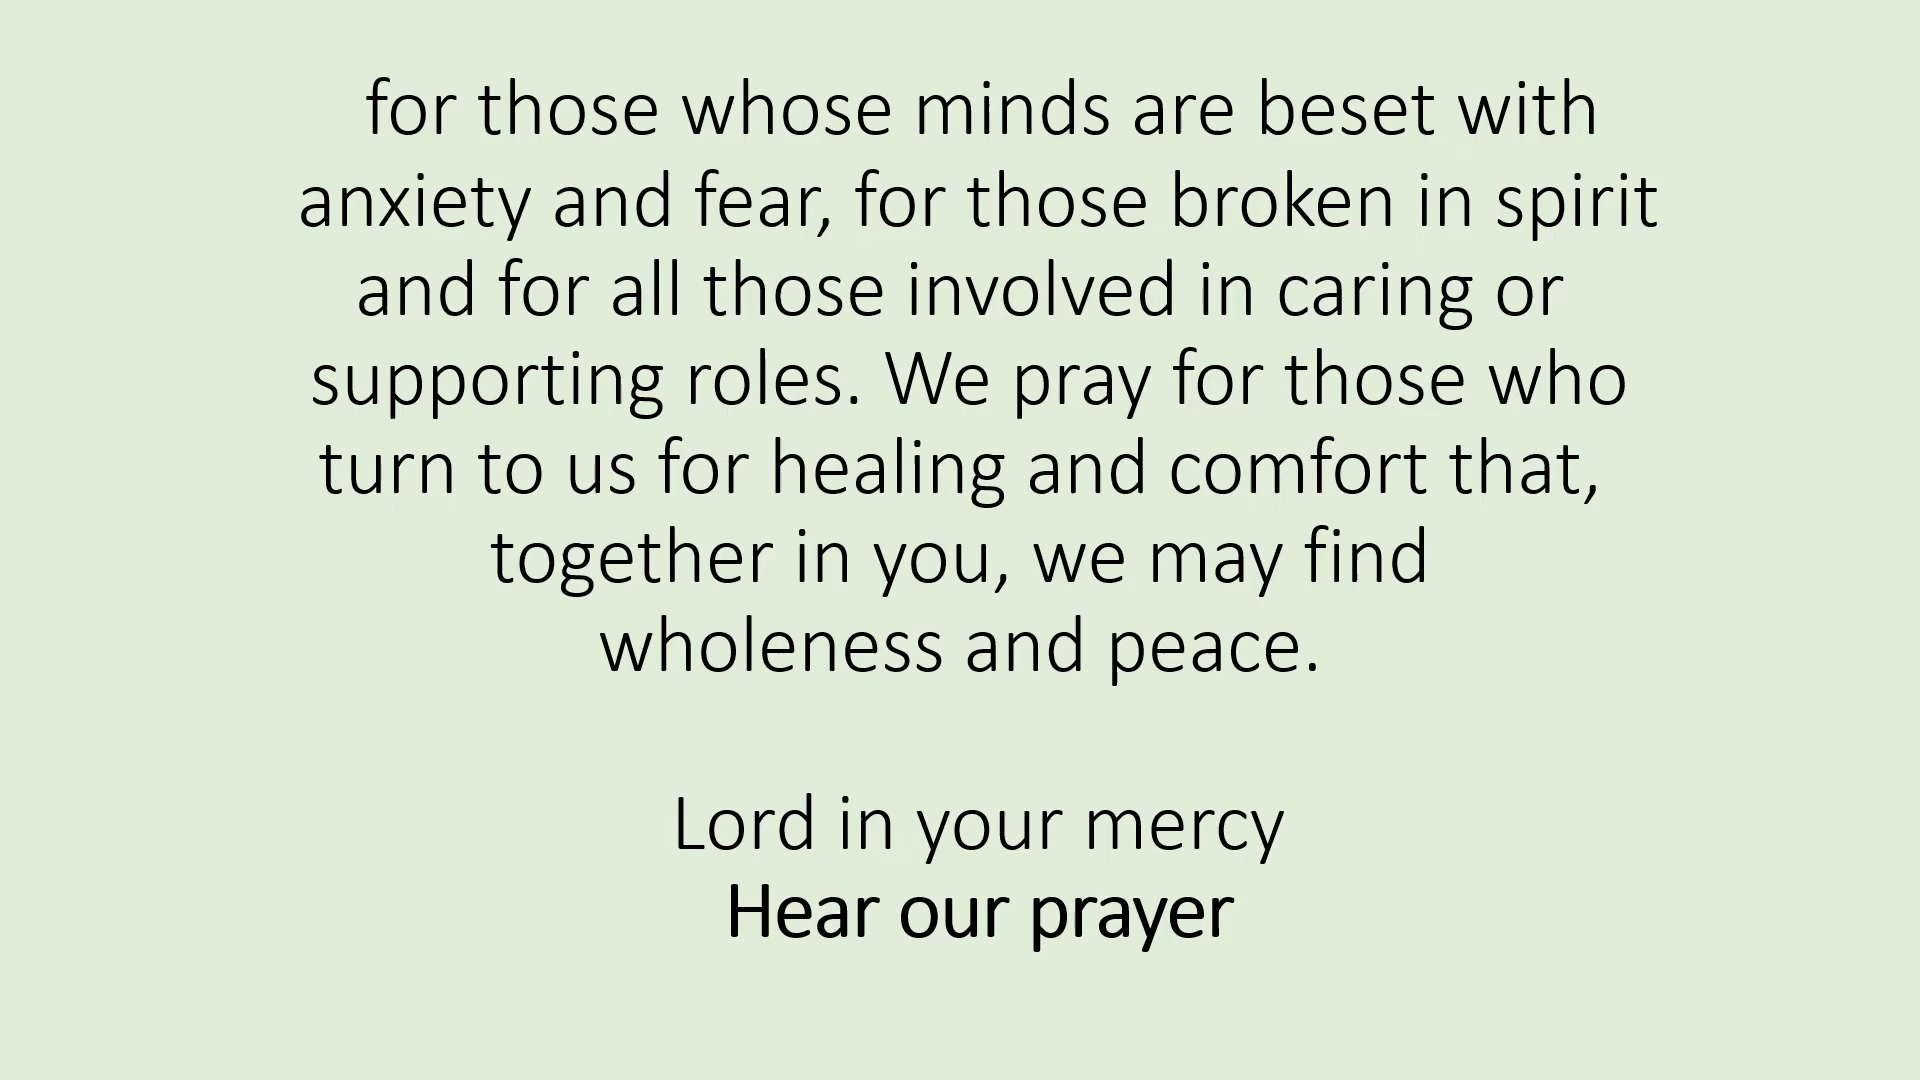 for those whose minds are beset with
anxiety and fear, for those broken in spirit
and for all those involved in caring or
supporting roles. We pray for those who
turn to us for healing and comfort that,
together in you, we may find
wholeness and peace.
Lord in your mercy
Hear our prayer